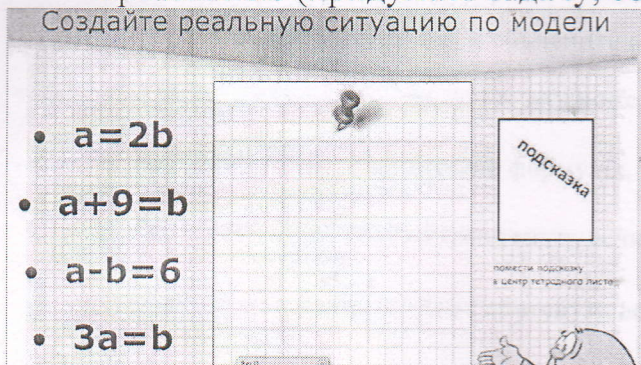 Создайте реальную ситуацию по модели
• a=2b
• a+9=b
• a-b=6
• 3a=b
подсказка
помести подсказку
в центр тетрадного листа